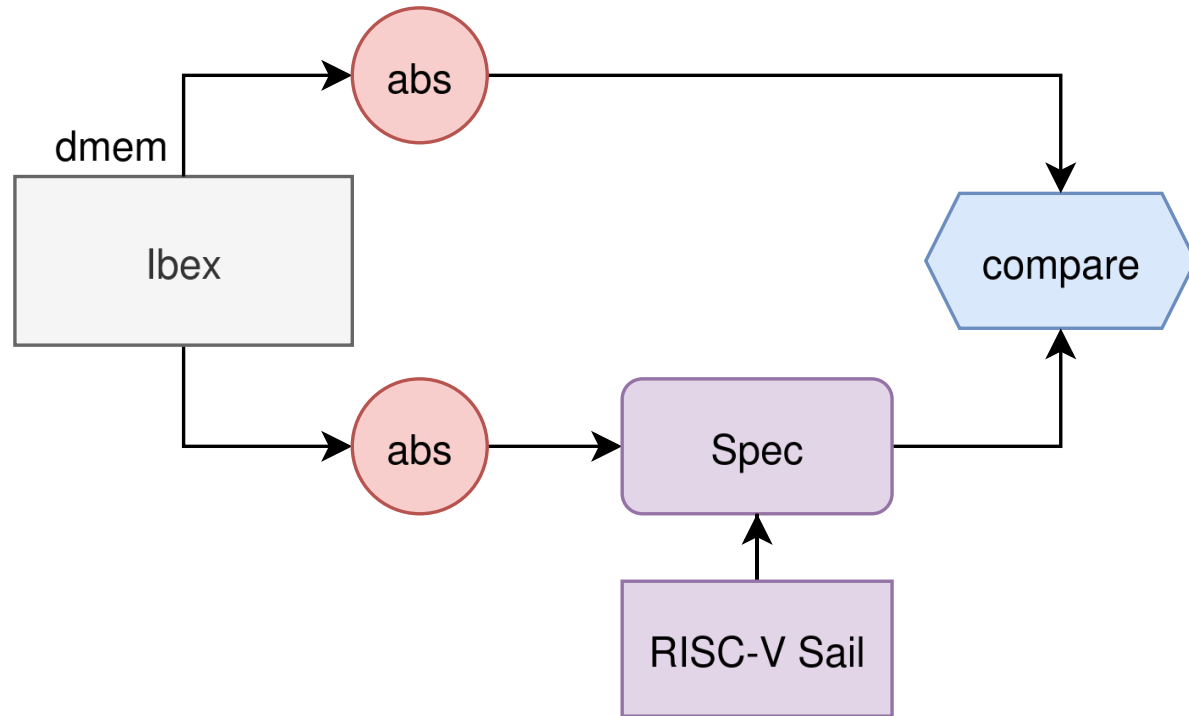 abs
dmem
Ibex
compare
abs
Spec
RISC-V Sail